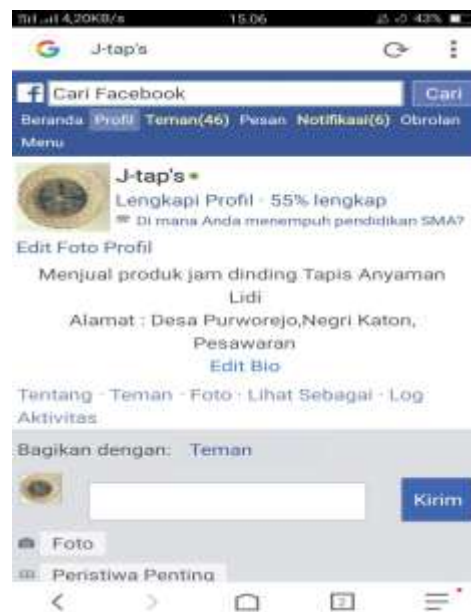 4,20KB/s 15.06 43%
J-tap's
f Cari Facebook Cari
Beranda Profil Teman(46) Pesan Notifikasi(6) Obrolan
Menu
J-tap's
Lengkapi Profil · 55% lengkap
Di mana Anda menempuh pendidikan SMA?
Edit Foto Profil
Menjual produk jam dinding Tapis Anyaman
Lidi
Alamat : Desa Purworejo,Negri Katon,
Pesawaran
Edit Bio
Tentang · Teman · Foto · Lihat Sebagai · Log
Aktivitas
Bagikan dengan: Teman
Kirim
Foto
Peristiwa Penting
2